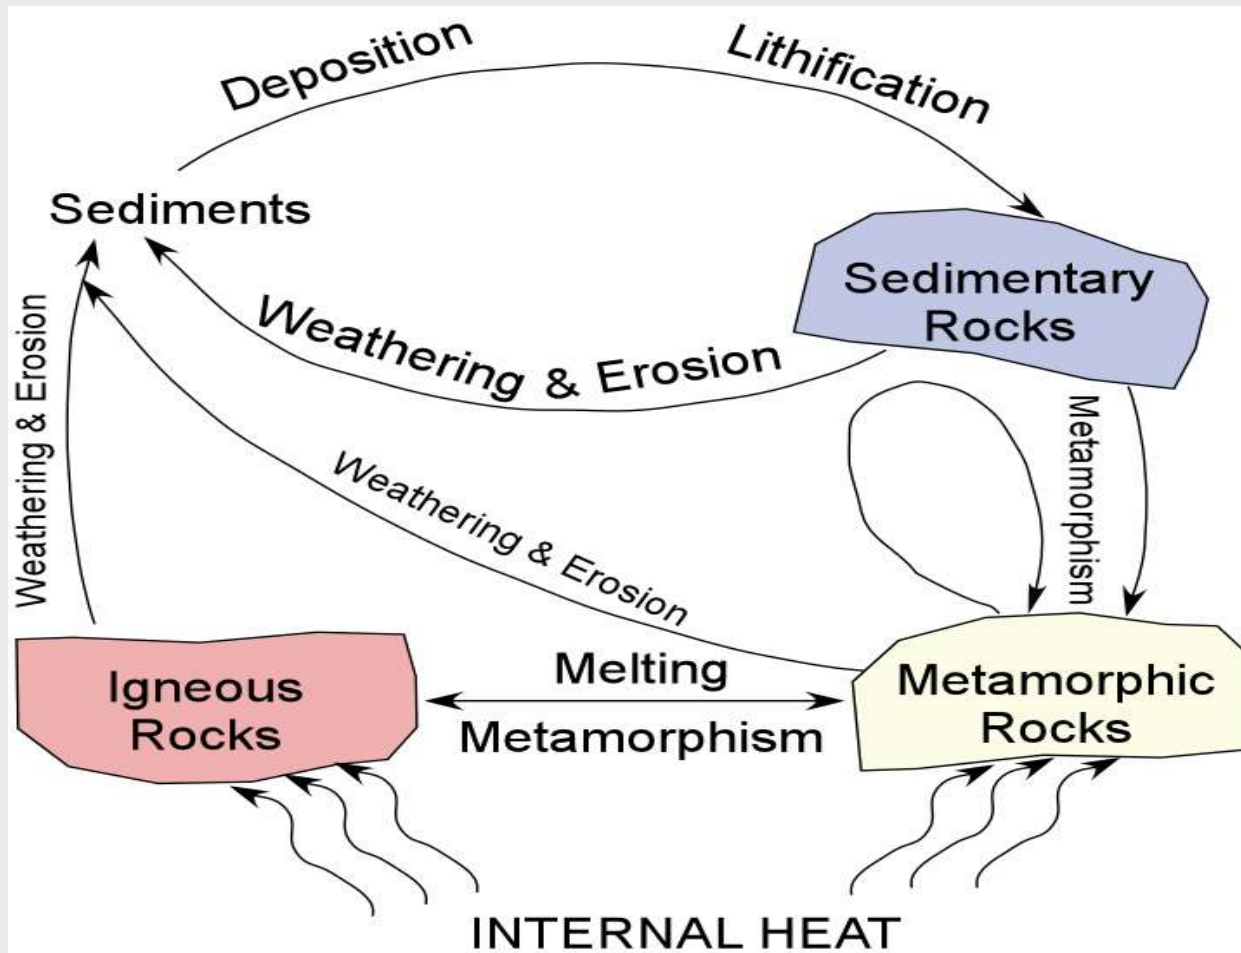 Deposition
Lithification
Sediments
Sedimentary
Rocks
Weathering & Erosion
Weathering & Erosion
Metamorphism
Weathering & Erosion
Igneous
Rocks
Melting
Metamorphism
Metamorphic
Rocks
INTERNAL HEAT